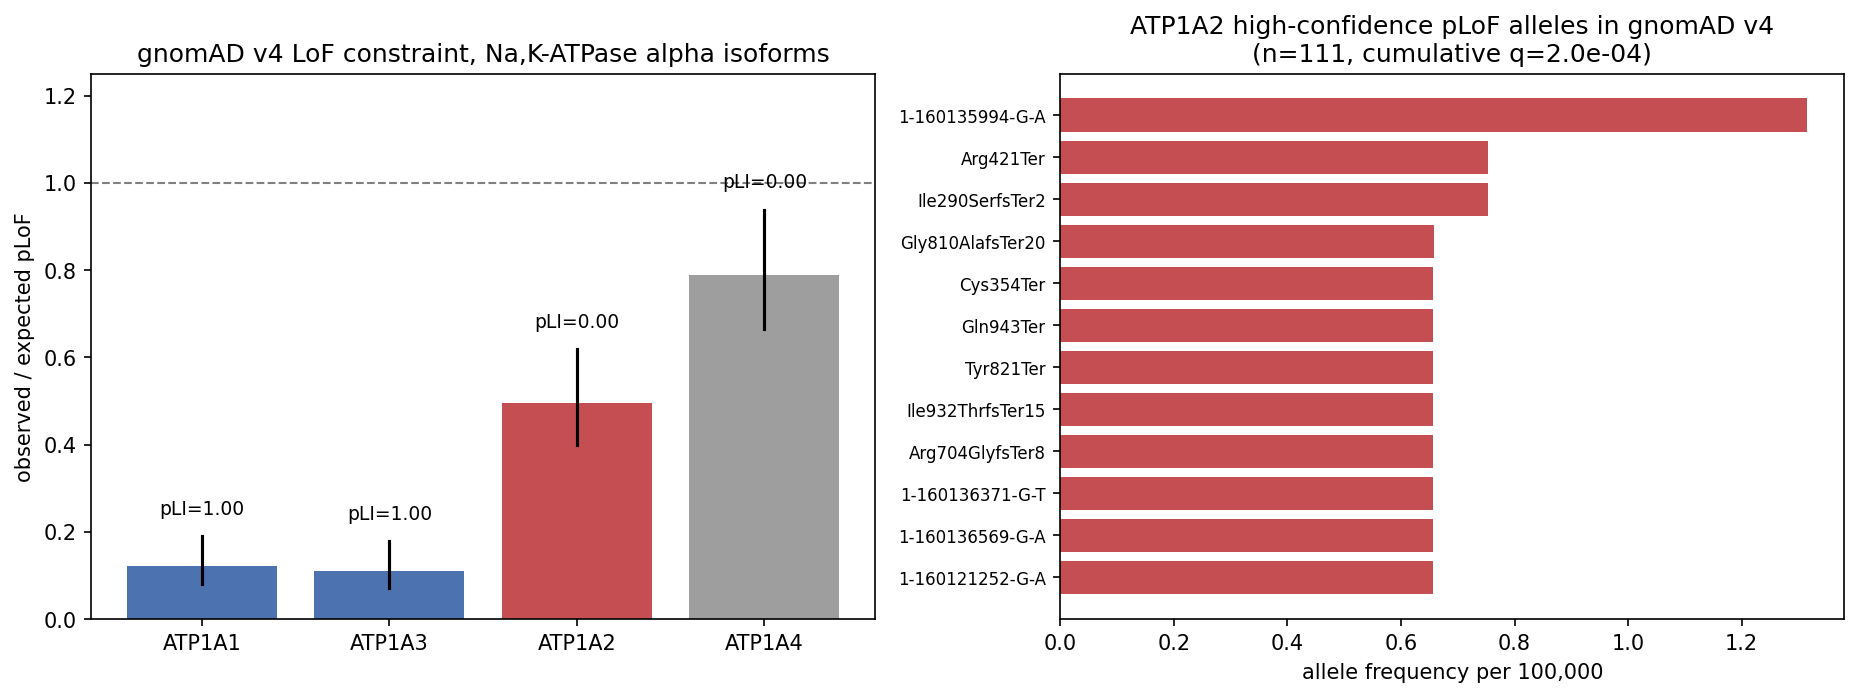 gnomAD v4 LoF constraint, Na,K-ATPase alpha isoforms
observed / expected pLoF
1.2
1.0
0.8
0.6
0.4
0.2
0.0
pLI=1.00
pLI=1.00
pLI=0.00
pLI=0.00
ATP1A1
ATP1A3
ATP1A2
ATP1A4
ATP1A2 high-confidence pLoF alleles in gnomAD v4
(n=111, cumulative q=2.0e-04)
1-160135994-G-A
Arg421Ter
Ile290SerfsTer2
Gly810AlafsTer20
Cys354Ter
Gln943Ter
Tyr821Ter
Ile932ThrfsTer15
Arg704GlyfsTer8
1-160136371-G-T
1-160136569-G-A
1-160121252-G-A
0.0
0.2
0.4
0.6
0.8
1.0
1.2
allele frequency per 100,000